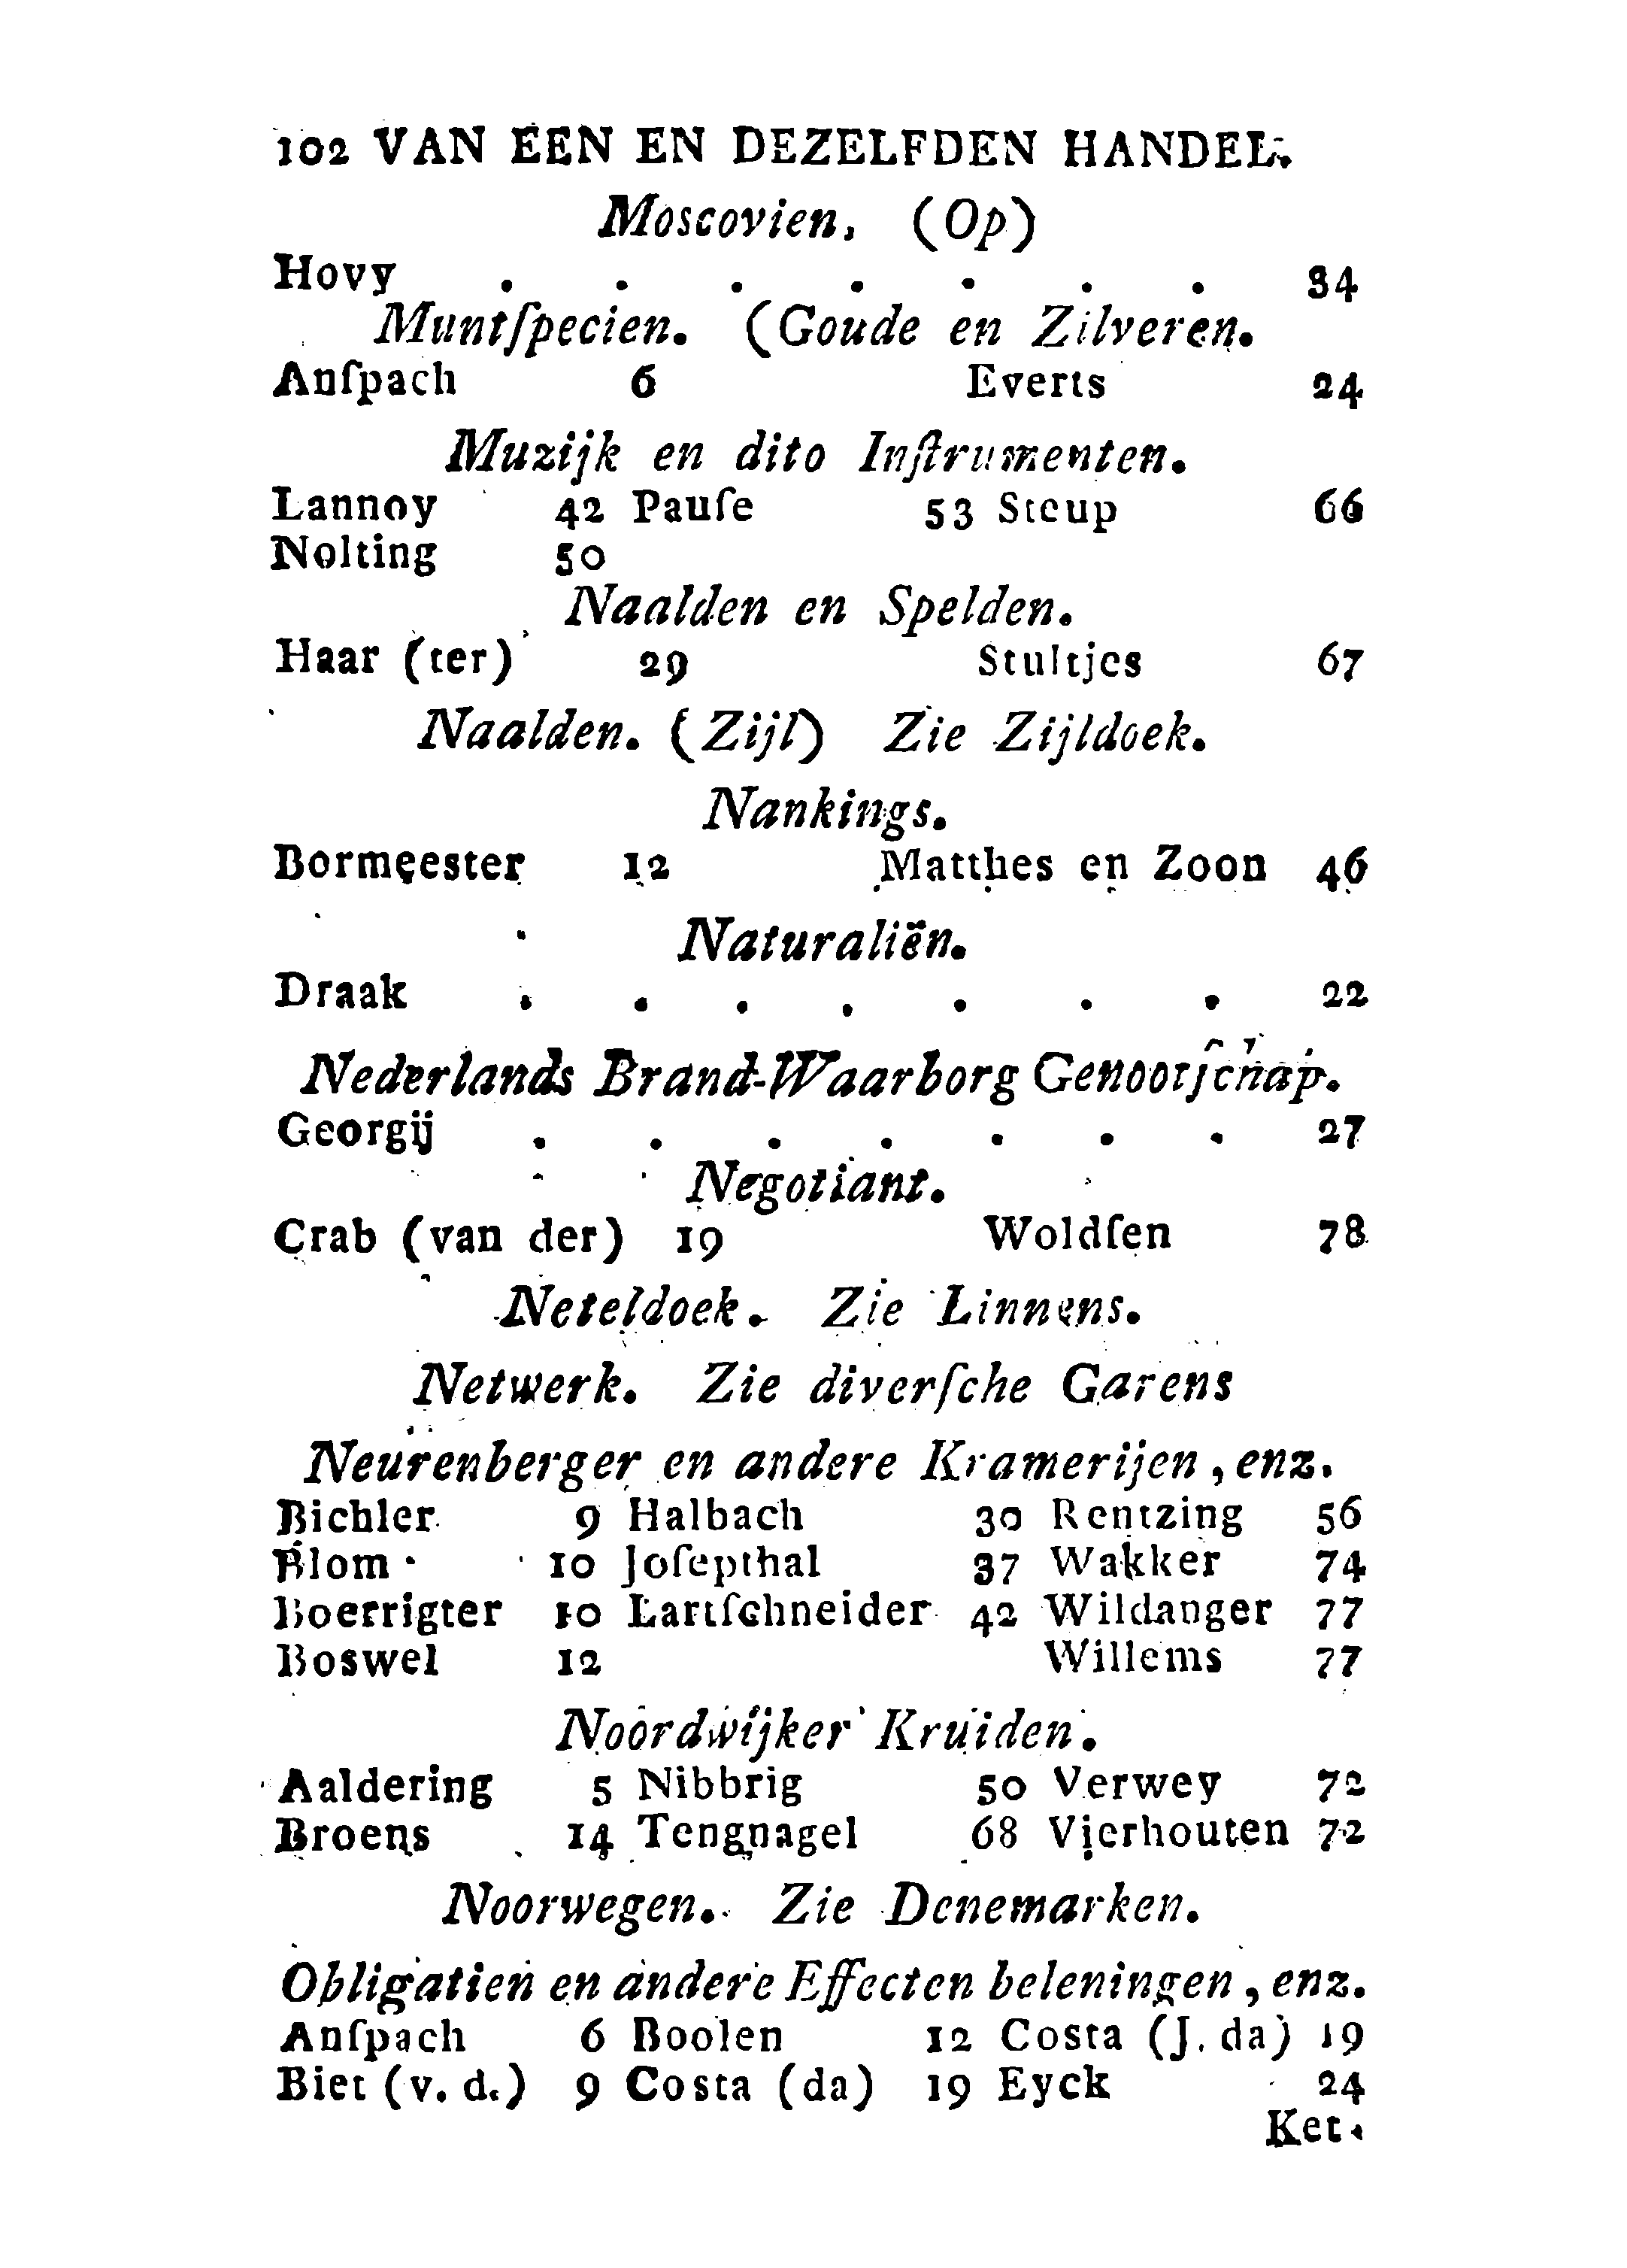 102 VAN EEN EN DEZELFDEN HANDEL.
Moscovien, (Op)
Hovy . . . . . . . 34
Muntſpecien. (Goude en Zilveren.
Anſpach 6 Everts 24
Muzijk en dito Inſtrumenten.
Lannoy 42 Pauſe 53 Steup 66
Nolting 50
Naalden en Spelden.
Haar (ter) 29 Stultjes 67
Naalden. (Zijl) Zie Zijldoek.
Nankings.
Bormeester 12 Matthes en Zoon 46
Naturaliën.
Draak . . . . . . . 22
Nederlands Brand-Waarborg Genootſchap.
Georgij . . . . . . . 27
Negotiant.
Crab (van der) 19 Woldſen 78
Neteldoek. Zie Linnens.
Netwerk. Zie diverſche Garens
Neurenberger en andere Kramerijen, enz.
Bichler 9 Halbach 30 Rentzing 56
Blom 10 Joſepthal 37 Wakker 74
Boerrigter 10 Lartſchneider 42 Wildanger 77
Boswel 12 Willems 77
Noordwijker Kruiden.
Aaldering 5 Nibbrig 50 Verwey 72
Broens 14 Tengnagel 68 Vierhouten 72
Noorwegen. Zie Denemarken.
Obligatien en andere Effecten beleningen, enz.
Anſpach 6 Boolen 12 Costa (J. da) 19
Biet (v. d.) 9 Costa (da) 19 Eyck 24
Ket-